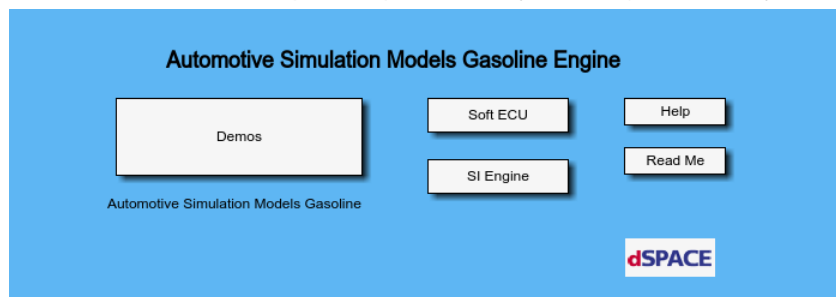 Automotive Simulation Models Gasoline Engine
Demos
Automotive Simulation Models Gasoline
Soft ECU
SI Engine
Help
Read Me
dSPACE